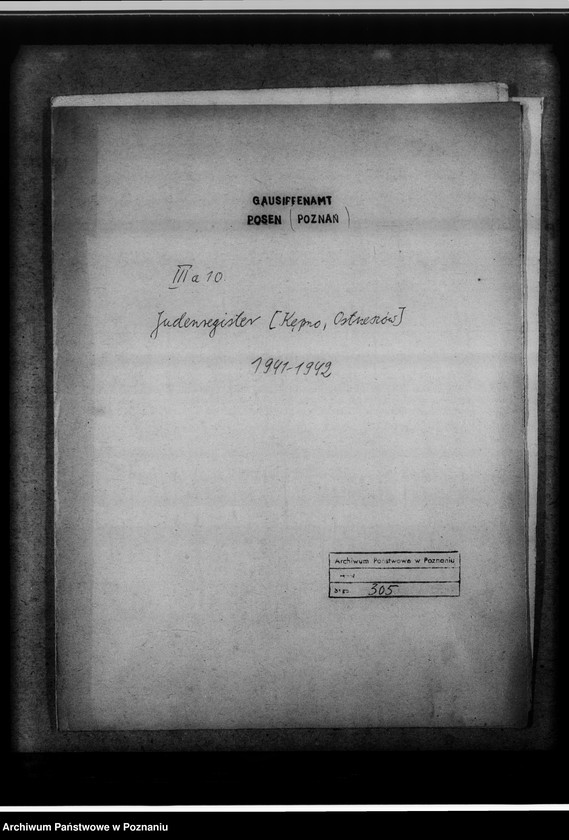 GAUSIPPENAMT
POSEN (POZNAŃ)
III a 10.
Judenregister [Kępno, Ostrzeszów]
1941-1942
Archiwum Państwowe w Poznaniu
305
Archiwum Państwowe w Poznaniu